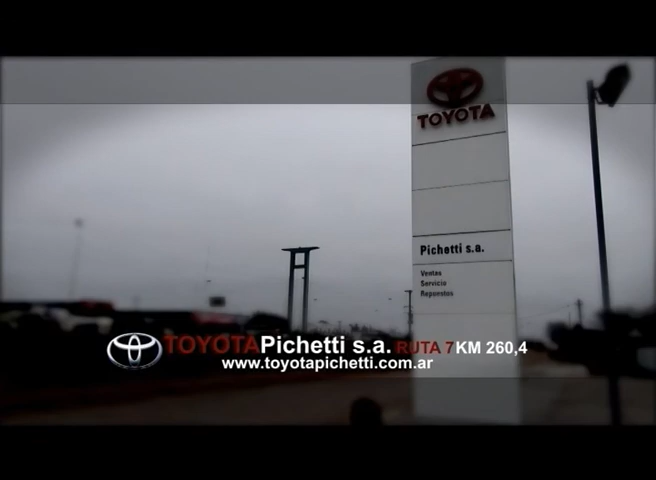 TOYOTA
Pichetti s.a.
Ventas
Servicio
Repuestos
TOYOTA Pichetti s.a. RUTA 7 KM 260,4
www.toyotapichetti.com.ar